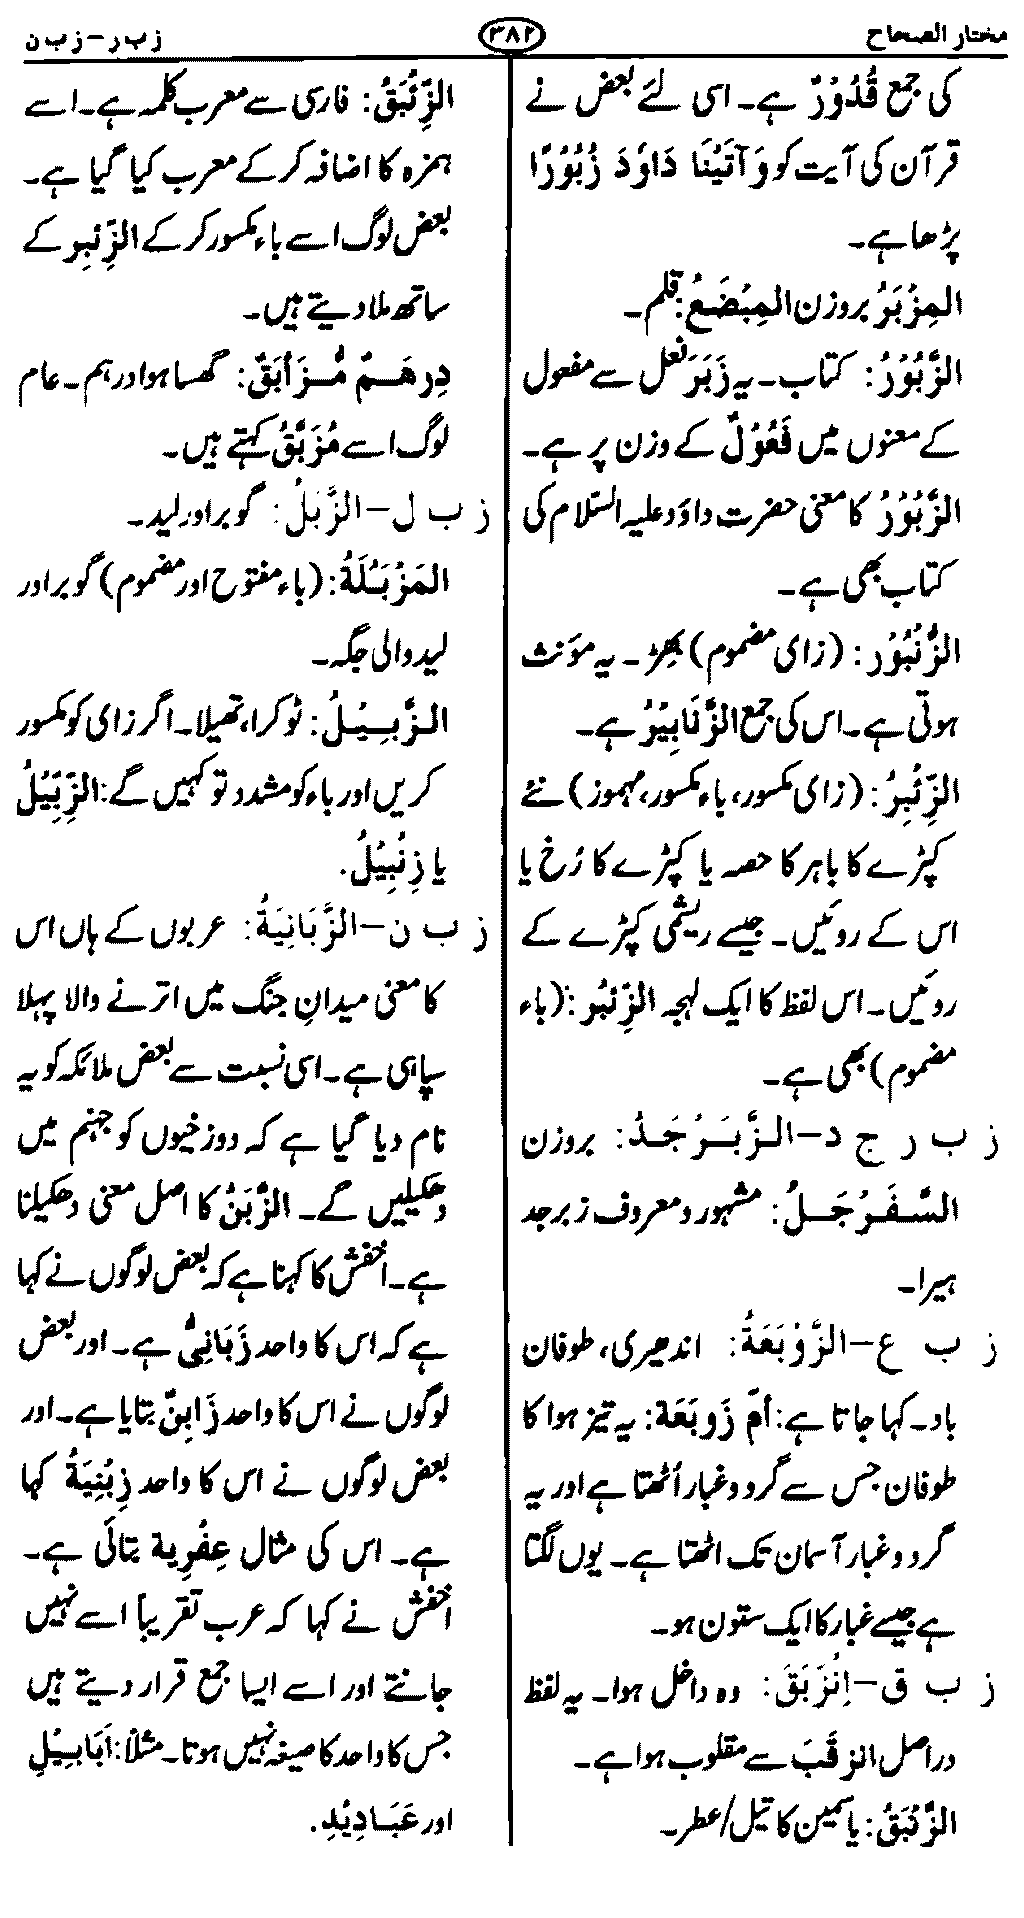 مختار الصحاح
۳۸۲
ز ب ر – ز ب ن
کی جمع قُدُوْرٌ ہے۔ اسی لئے بعض نے
قرآن کی آیت کو وَآتَیْنَا دَاوٗدَ زُبُوْرًا
پڑھا ہے۔
المِزْبَرُ بروزن المِبْضَعُ: قلم۔
الزَّبُوْرُ: کتاب۔ یہ زَبَرَ فعل سے مفعول
کے معنوں میں فَعُوْلٌ کے وزن پر ہے۔
الزَّبُوْرُ کا معنی حضرت داؤد علیہ السّلام کی
کتاب بھی ہے۔
الزُّنْبُوْر: (زای مضموم) بھِڑ۔ یہ مؤنث
ہوتی ہے۔ اس کی جمع الزَّنَابِیْرُ ہے۔
الزِّئْبِرُ: (زای مکسور، باء مکسور، مہموز) نئے
کپڑے کا باہر کا حصہ یا کپڑے کا رُخ یا
اس کے روئیں۔ جیسے ریشمی کپڑے کے
روئیں۔ اس لفظ کا ایک لہجہ الزِّئْبُر: (باء
مضموم) بھی ہے۔
ز ب ر ج د – الزَّبَرْجَدُ: بروزن
السَّفَرْجَلُ: مشہور و معروف زبرجد
ہیرا۔
ز ب ع – الزَّوْبَعَةُ: اندھیری، طوفان
باد۔ کہا جاتا ہے: اُمّ زَوبَعَة: یہ تیز ہوا کا
طوفان جس سے گرد و غبار اُٹھتا ہے اور یہ
گرد و غبار آسمان تک اٹھتا ہے۔ یوں لگتا
ہے جیسے غبار کا ایک ستون ہو۔
ز ب ق – اِنْزَبَقَ: وہ داخل ہوا۔ یہ لفظ
دراصل الزقَبَ سے مقلوب ہوا ہے۔
الزَّنْبَقُ: یاسمین کا تیل/عطر۔
الزِّئْبَقُ: فارسی سے معرب کلمہ ہے۔ اسے
ہمزہ کا اضافہ کر کے معرب کیا گیا ہے۔
بعض لوگ اسے باء مکسور کر کے الزِّئبِر کے
ساتھ ملا دیتے ہیں۔
دِرهَمٌ مُّزَأبَقٌ: گھسا ہوا درہم۔ عام
لوگ اسے مُزَبَّقُ کہتے ہیں۔
ز ب ل – الزِّبْلُ: گوبر اور لید۔
المَزْبَلَةُ: (باء مفتوح اور مضموم) گوبر اور
لید والی جگہ۔
الزَّبِیْلُ: ٹوکرا، تھیلا۔ اگر زای کو مکسور
کریں اور باء کو مشدد تو کہیں گے: الزِّبِّیْلُ
یا زِنْبِیْلُ.
ز ب ن – الزَّبَانِیَةُ: عربوں کے ہاں اس
کا معنی میدانِ جنگ میں اترنے والا پہلا
سپاہی ہے۔ اسی نسبت سے بعض ملائکہ کو یہ
نام دیا گیا ہے کہ دوزخیوں کو جہنم میں
دھکیلیں گے۔ الزَّبَنُ کا اصل معنی دھکیلنا
ہے۔ اخفش کا کہنا ہے کہ بعض لوگوں نے کہا
ہے کہ اس کا واحد زَبَانِیٌ ہے۔ اور بعض
لوگوں نے اس کا واحد زَابِنٌ بتایا ہے۔ اور
بعض لوگوں نے اس کا واحد زِبْنِیَةُ کہا
ہے۔ اس کی مثال عِفْرِیة بتائی ہے۔
اخفش نے کہا کہ عرب تقریباً اسے نہیں
جانتے اور اسے ایسا جمع قرار دیتے ہیں
جس کا واحد کا صیغہ نہیں ہوتا۔ مثلاً: اَبَابِیْلِ
اور عَبَادِیْدِ.